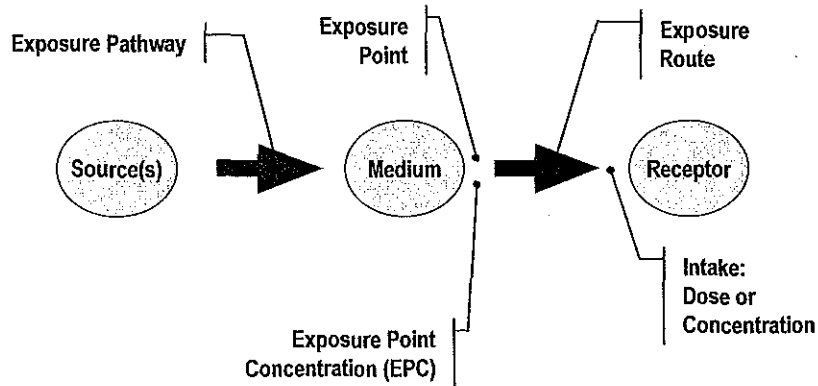 Exposure Pathway
Exposure
Point
Exposure
Route
Source(s)
Medium
Receptor
Intake:
Dose or
Concentration
Exposure Point
Concentration (EPC)